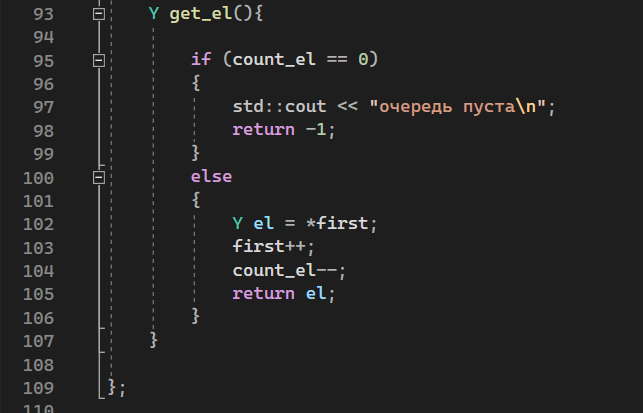 93 Y get_el(){
94
95 if (count_el == 0)
96 {
97 std::cout << "очередь пуста\n";
98 return -1;
99 }
100 else
101 {
102 Y el = *first;
103 first++;
104 count_el--;
105 return el;
106 }
107 }
108
109 };
110